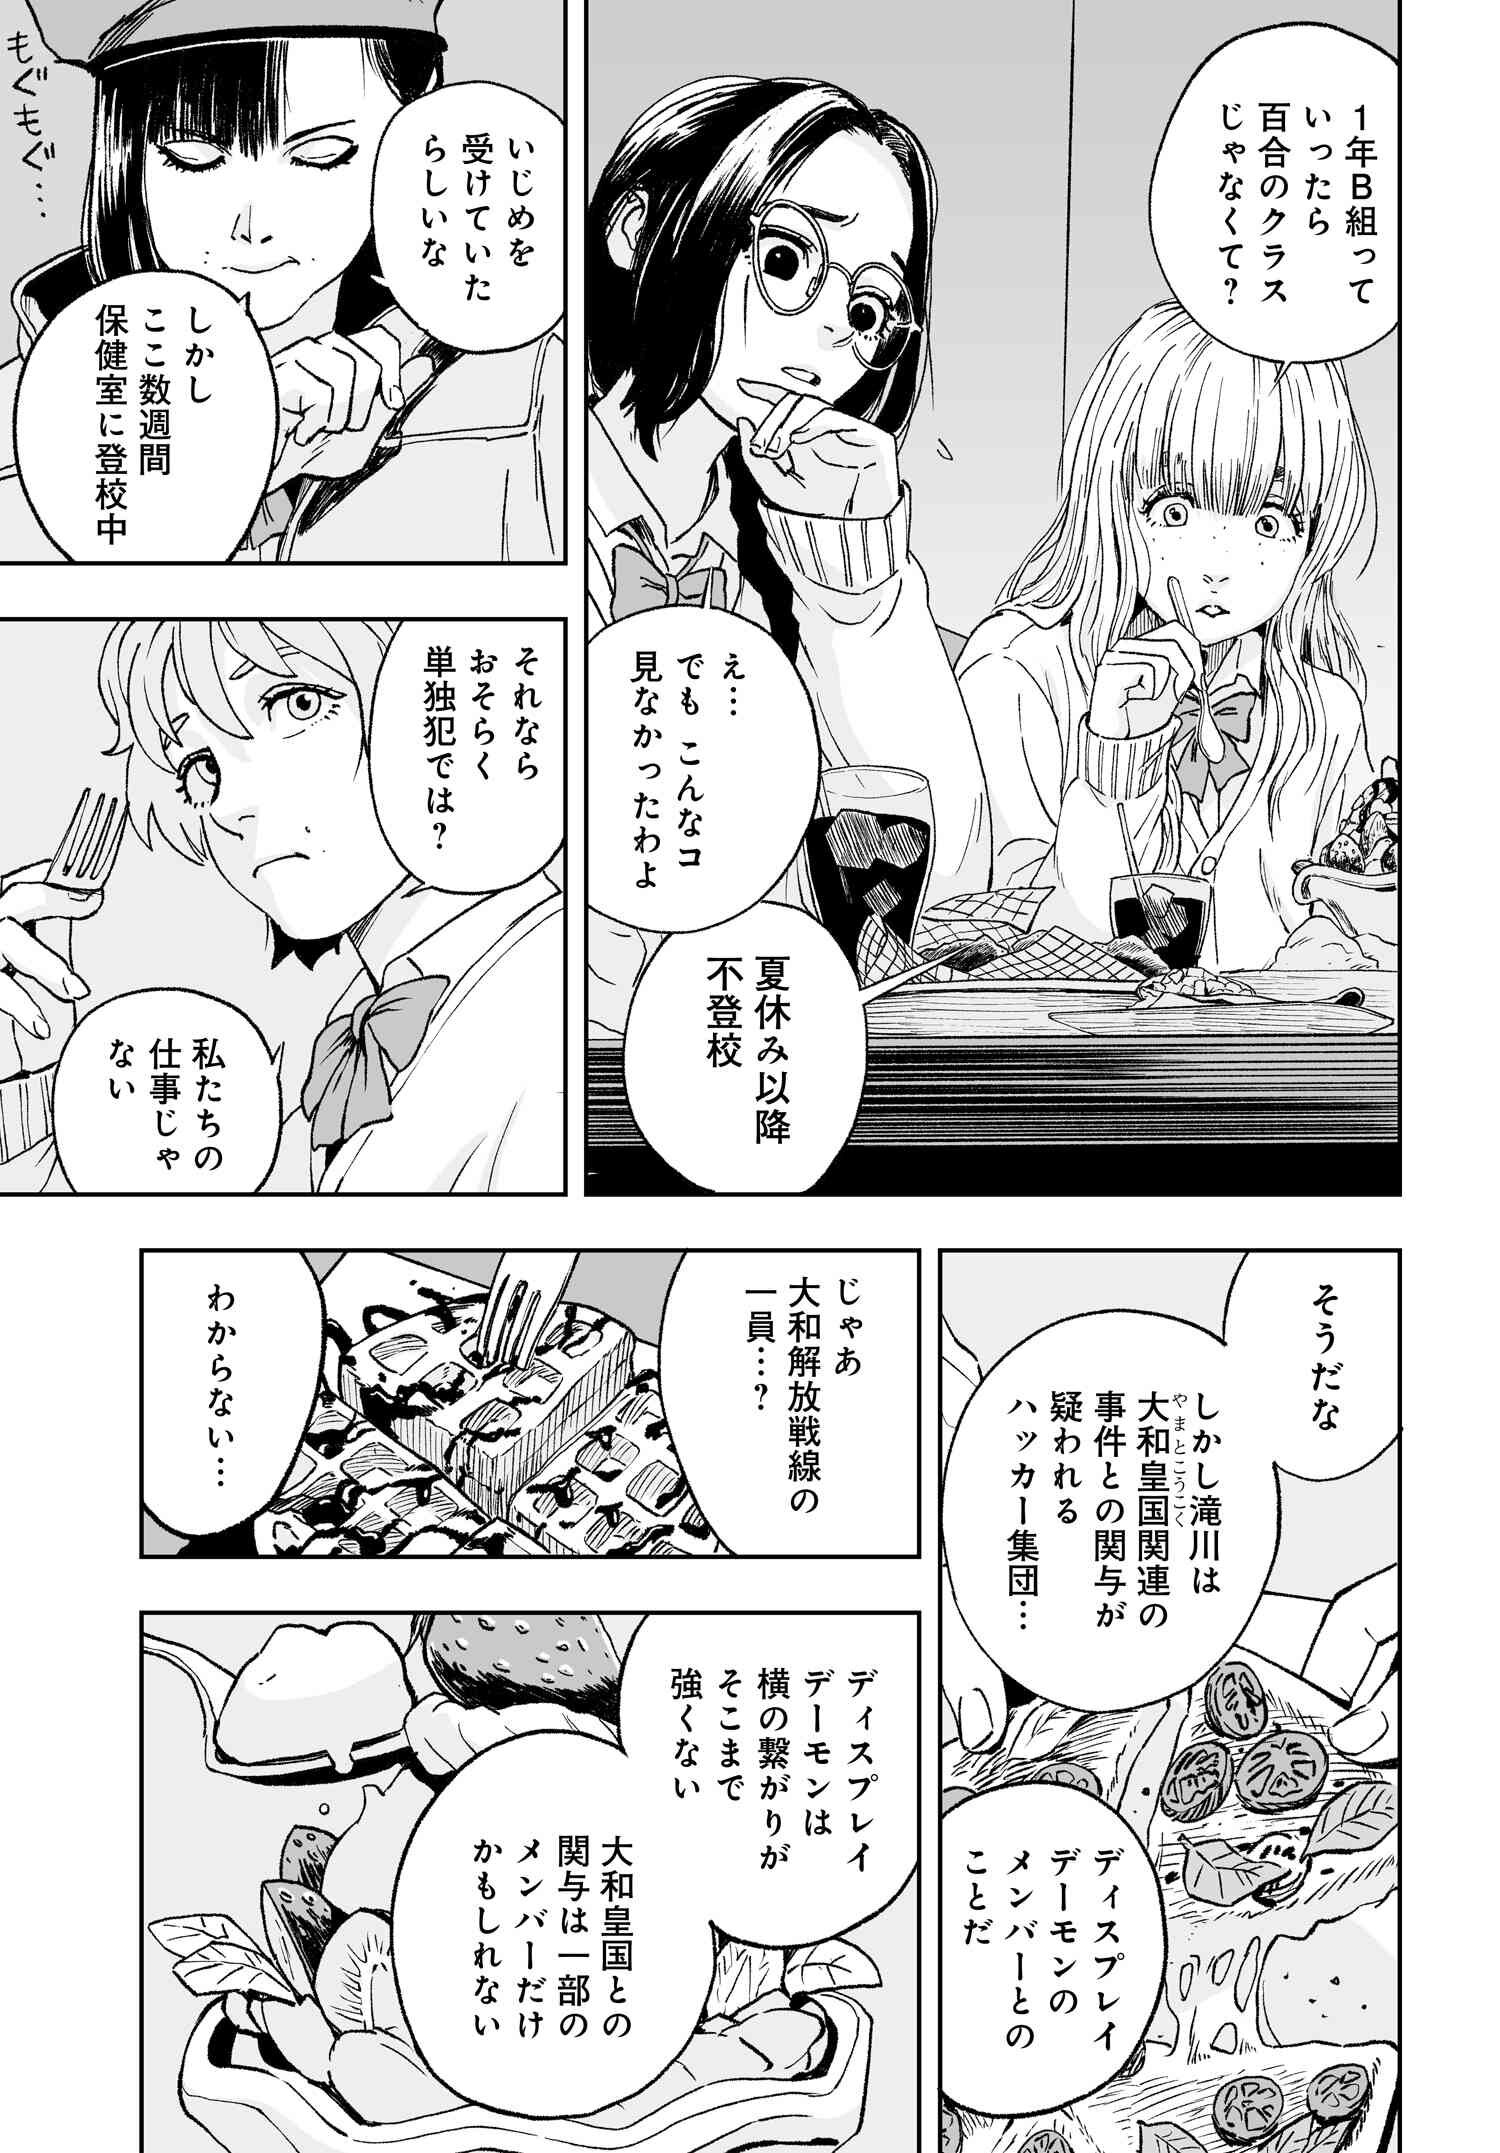 1年B組って
いったら
百合のクラス
じゃなくて？
え…
でも こんなコ
見なかったわよ
夏休み以降
不登校
いじめを
受けていた
らしいな
しかし
ここ数週間
保健室に登校中
もぐもぐ…
それなら
おそらく
単独犯では？
私たちの
仕事じゃ
ない
そうだな
しかし滝川は
大和皇国関連の
やまとこうこく
事件との関与が
疑われる
ハッカー集団…
ディスプレイ
デーモンの
メンバーとの
ことだ
じゃあ
大和解放戦線の
一員…？
わからない…
ディスプレイ
デーモンは
横の繋がりが
そこまで
強くない
大和皇国との
関与は一部の
メンバーだけ
かもしれない